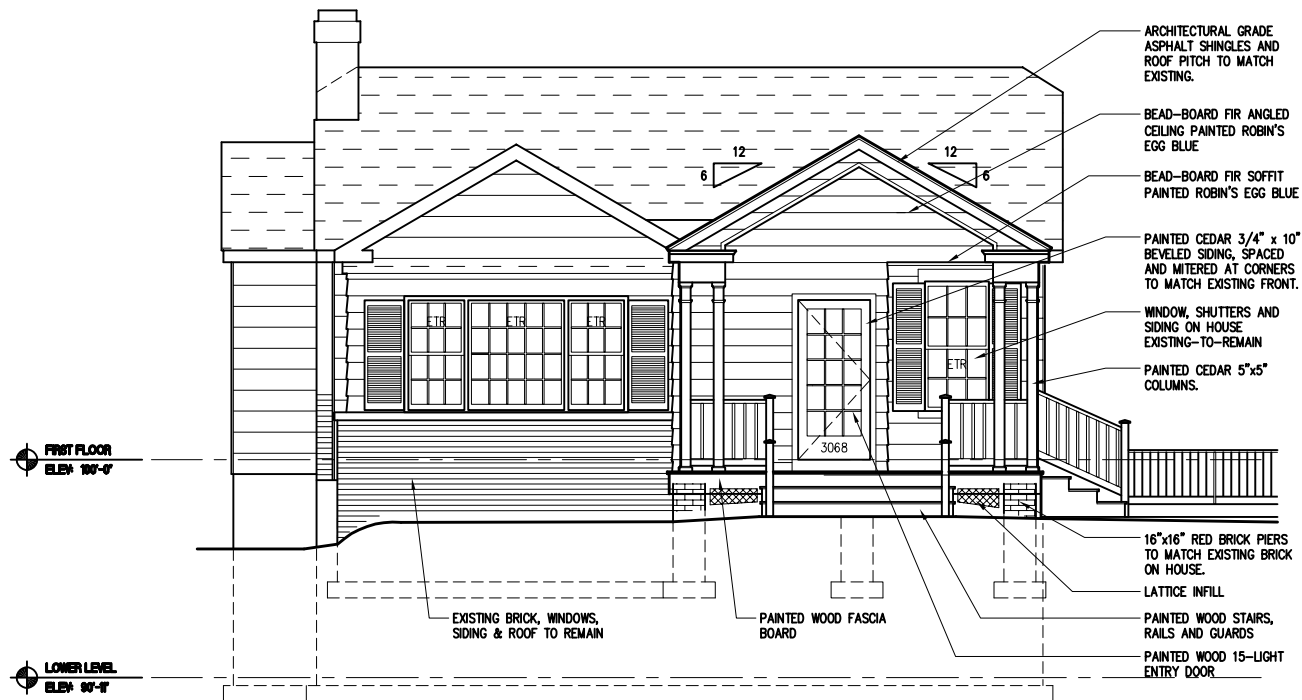 ARCHITECTURAL GRADE
ASPHALT SHINGLES AND
ROOF PITCH TO MATCH
EXISTING.
BEAD-BOARD FIR ANGLED
CEILING PAINTED ROBIN'S
EGG BLUE
BEAD-BOARD FIR SOFFIT
PAINTED ROBIN'S EGG BLUE
PAINTED CEDAR 3/4" x 10"
BEVELED SIDING, SPACED
AND MITERED AT CORNERS
TO MATCH EXISTING FRONT.
WINDOW, SHUTTERS AND
SIDING ON HOUSE
EXISTING-TO-REMAIN
PAINTED CEDAR 5"x5"
COLUMNS.
12
6
12
6
ETR
ETR
ETR
ETR
3068
FIRST FLOOR
ELEV: 100'-0"
16"x16" RED BRICK PIERS
TO MATCH EXISTING BRICK
ON HOUSE.
LATTICE INFILL
PAINTED WOOD STAIRS,
RAILS AND GUARDS
PAINTED WOOD 15-LIGHT
ENTRY DOOR
EXISTING BRICK, WINDOWS,
SIDING & ROOF TO REMAIN
PAINTED WOOD FASCIA
BOARD
LOWER LEVEL
ELEV: